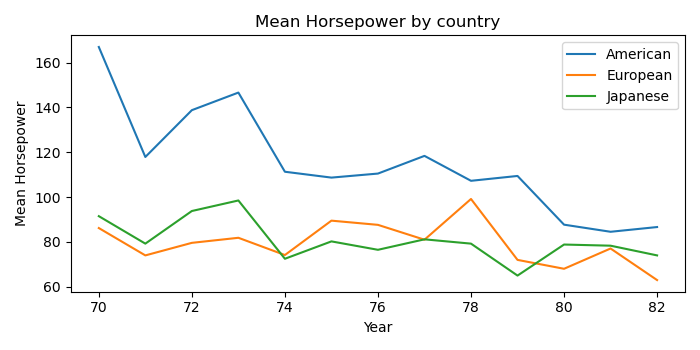 Mean Horsepower by country
American
European
Japanese
Mean Horsepower
160
140
120
100
80
60
70 72 74 76 78 80 82
Year